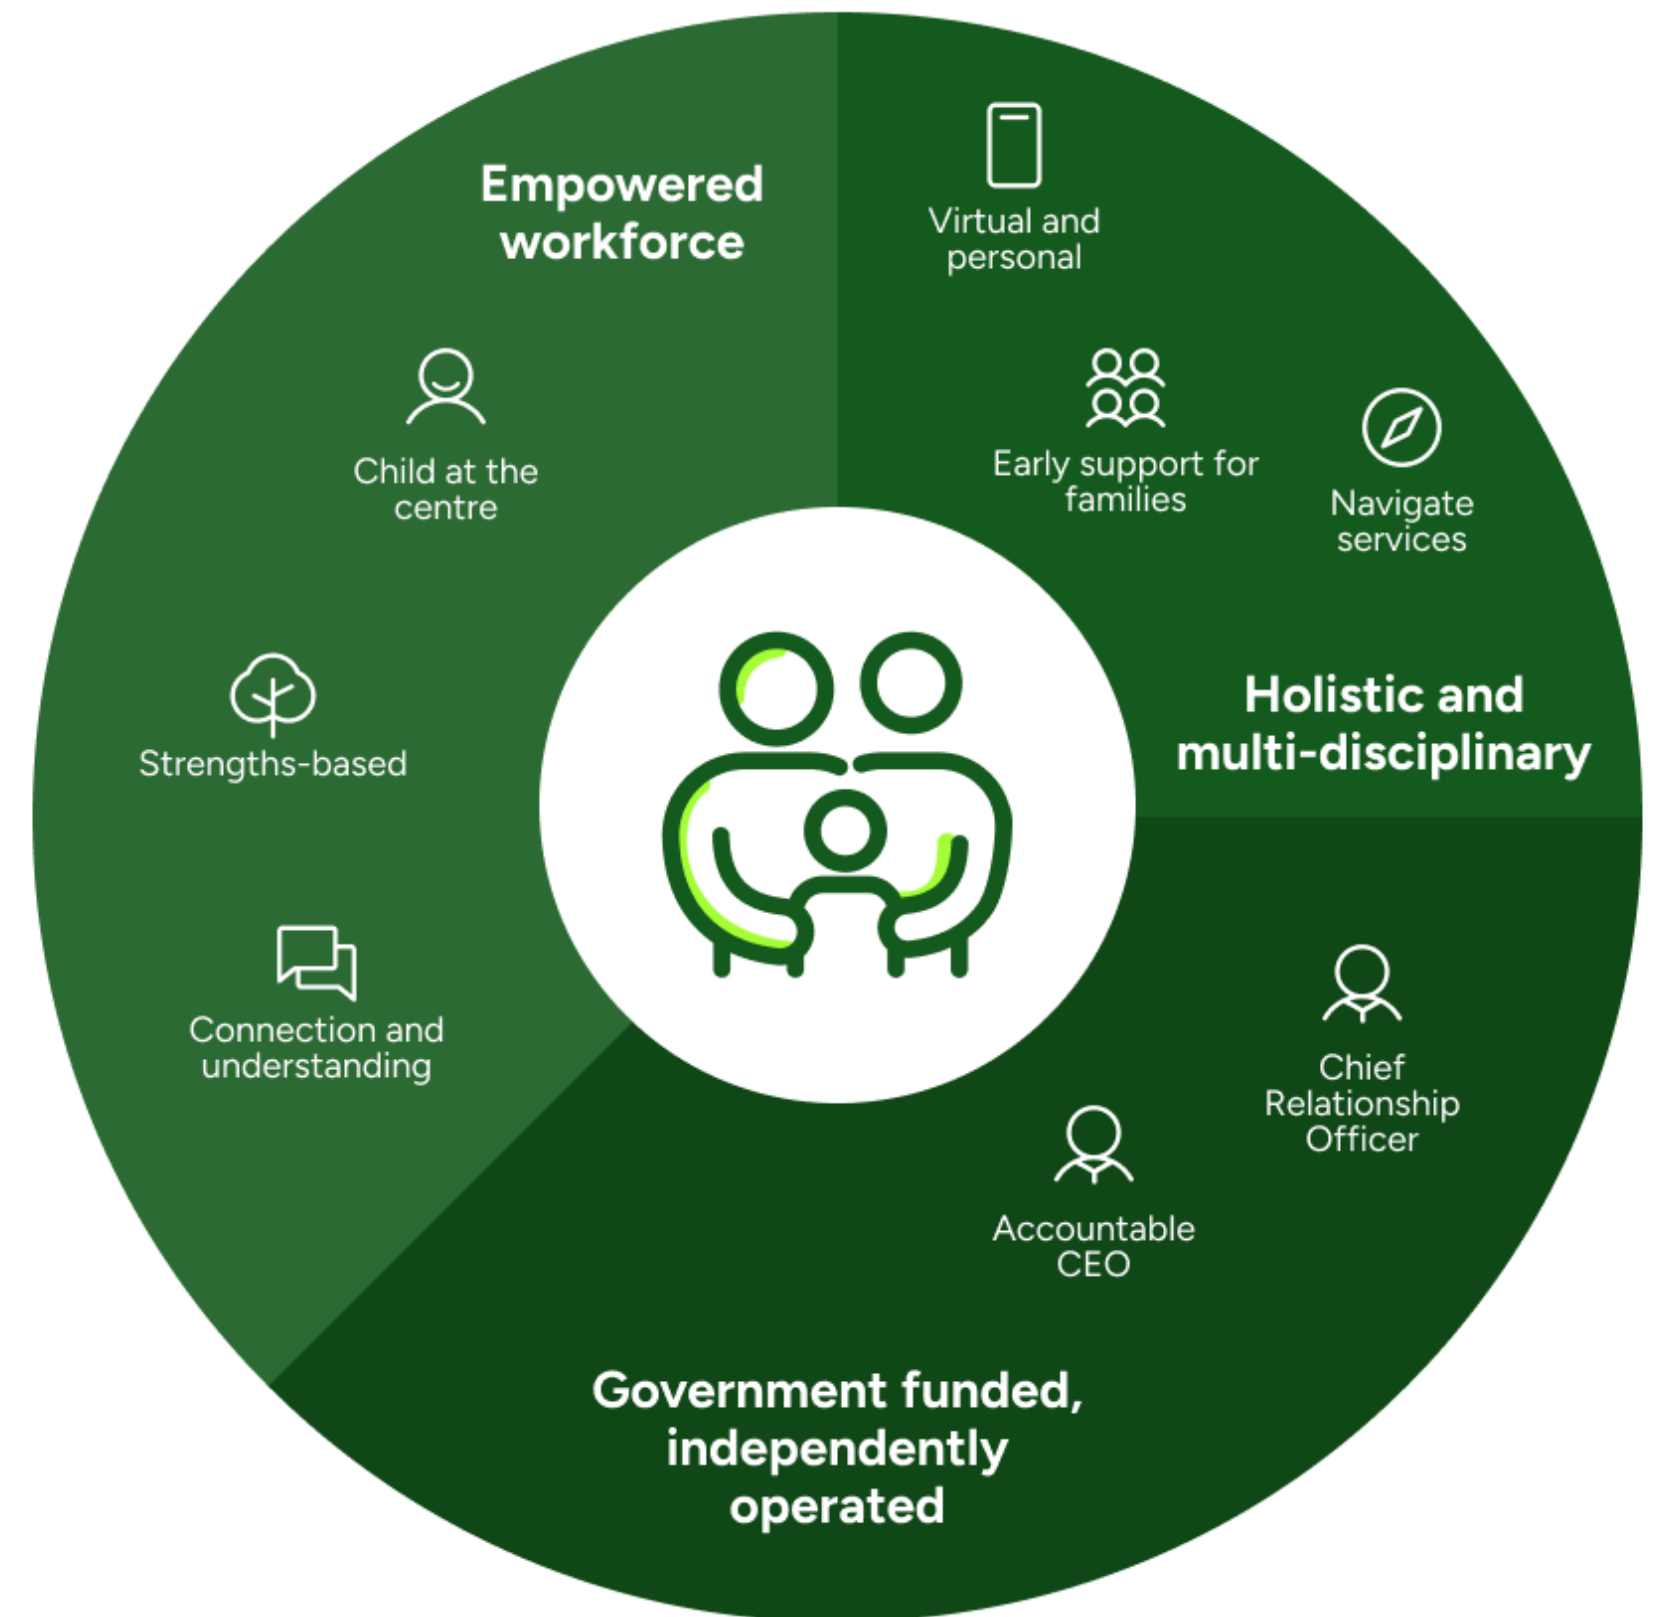 Empowered
workforce
Child at the
centre
Strengths-based
Connection and
understanding
Virtual and
personal
Early support for
families
Navigate
services
Holistic and
multi-disciplinary
Chief
Relationship
Officer
Accountable
CEO
Government funded,
independently
operated